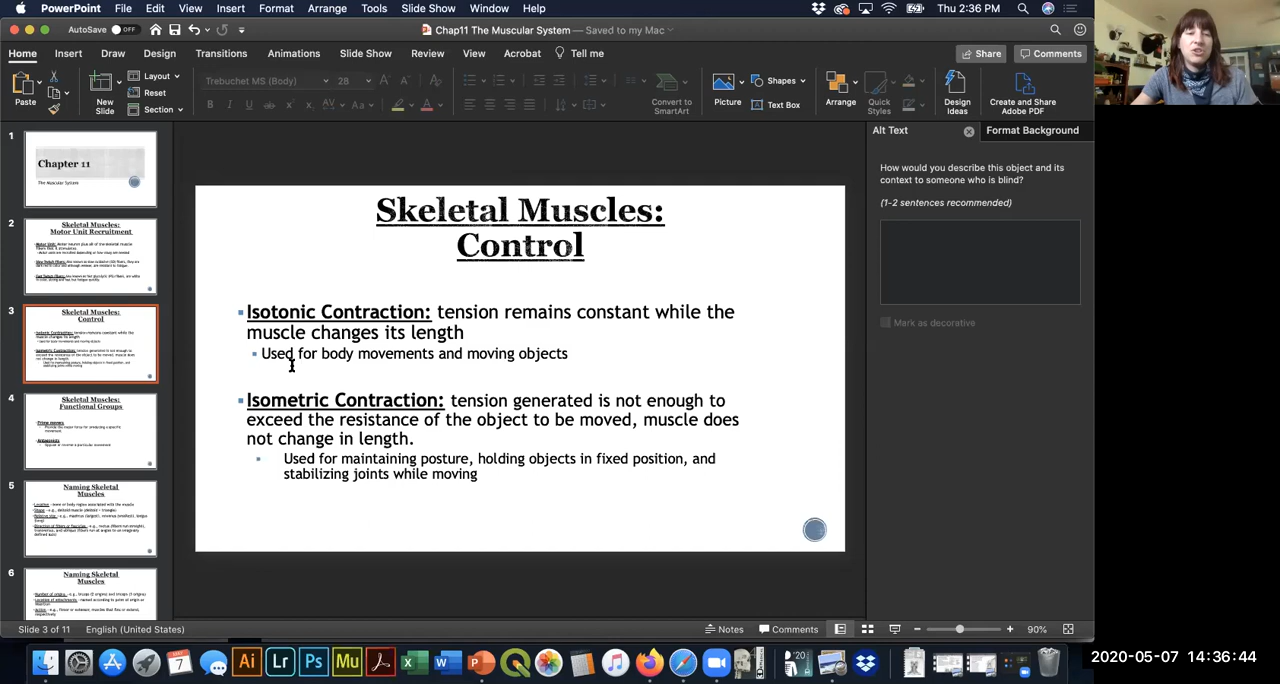 PowerPoint File Edit View Insert Format Arrange Tools Slide Show Window Help Thu 2:36 PM
AutoSave OFF Chap11 The Muscular System — Saved to my Mac
Home Insert Draw Design Transitions Animations Slide Show Review View Acrobat Tell me Share Comments
Paste New Slide Layout Reset Section Trebuchet MS (Body) 28 Convert to SmartArt Picture Shapes Text Box Arrange Quick Styles Design Ideas Create and Share Adobe PDF
1
Chapter 11
The Muscular System
2
Skeletal Muscles:
Motor Unit Recruitment
3
Skeletal Muscles:
Control
4
Skeletal Muscles:
Functional Groups
Prime movers
Antagonists
5
Naming Skeletal
Muscles
6
Naming Skeletal
Muscles
Skeletal Muscles:
Control
Isotonic Contraction: tension remains constant while the
muscle changes its length
Used for body movements and moving objects
Isometric Contraction: tension generated is not enough to
exceed the resistance of the object to be moved, muscle does
not change in length.
Used for maintaining posture, holding objects in fixed position, and
stabilizing joints while moving
Alt Text Format Background
How would you describe this object and its
context to someone who is blind?
(1-2 sentences recommended)
Mark as decorative
Slide 3 of 11 English (United States) Notes Comments 90%
2020-05-07 14:36:44